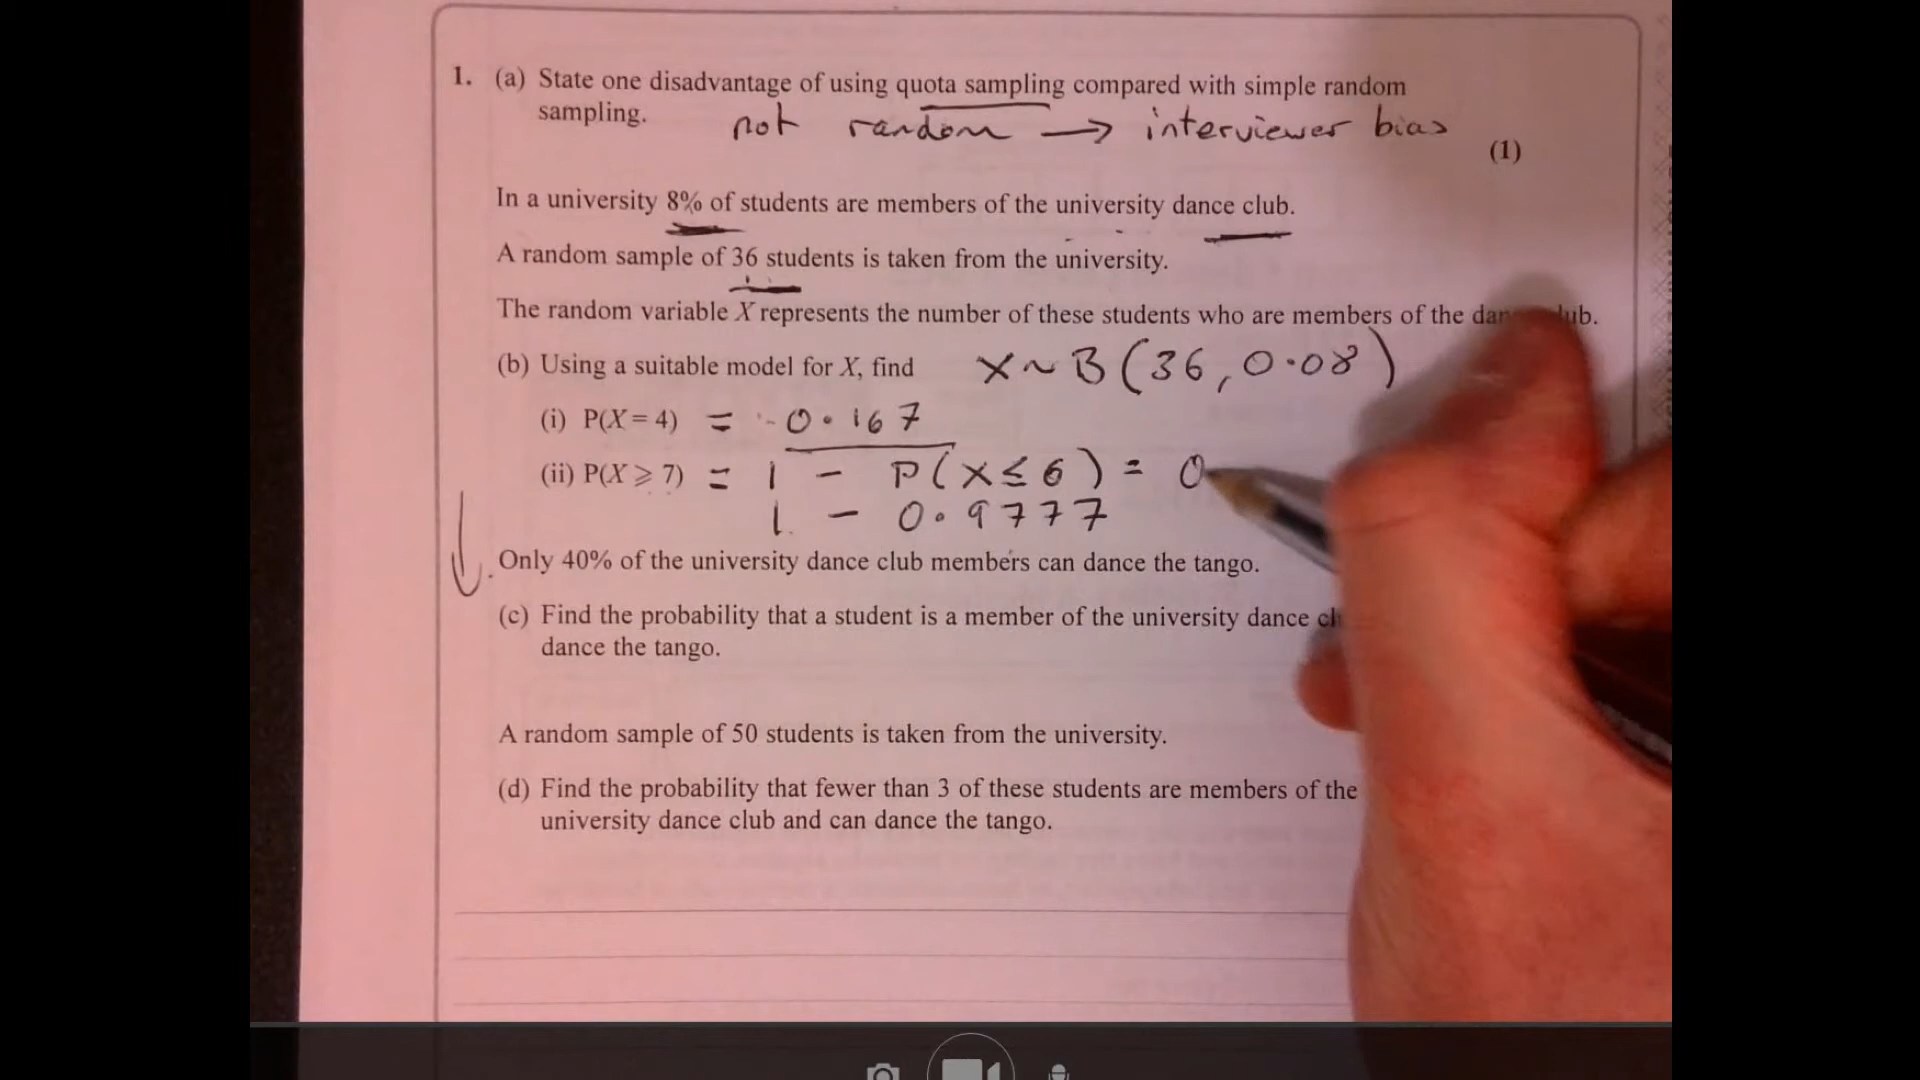 1. (a) State one disadvantage of using quota sampling compared with simple random
sampling. not random → interviewer bias
(1)
In a university 8% of students are members of the university dance club.
A random sample of 36 students is taken from the university.
The random variable X represents the number of these students who are members of the
(b) Using a suitable model for X, find X ~ B (36, 0.08)
(i) P(X = 4) = 0.167
(ii) P(X ⩾ 7) = 1 - P(X ≤ 6) = 0
1 - 0.9777
Only 40% of the university dance club members can dance the tango.
(c) Find the probability that a student is a member of the university dance
dance the tango.
A random sample of 50 students is taken from the university.
(d) Find the probability that fewer than 3 of these students are members of the
university dance club and can dance the tango.